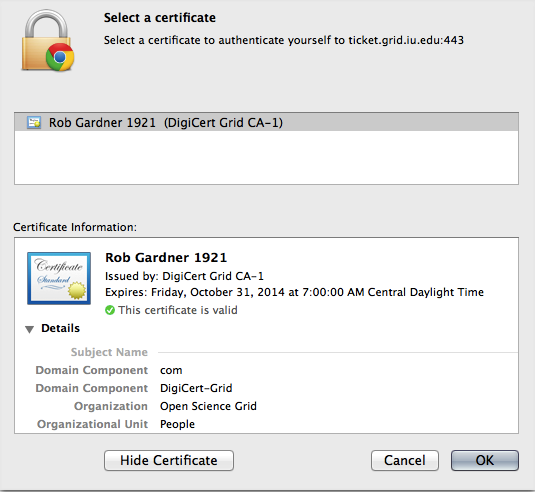 Select a certificate
Select a certificate to authenticate yourself to ticket.grid.iu.edu:443
Rob Gardner 1921 (DigiCert Grid CA-1)
Certificate Information:
Certificate
Standard
Rob Gardner 1921
Issued by: DigiCert Grid CA-1
Expires: Friday, October 31, 2014 at 7:00:00 AM Central Daylight Time
This certificate is valid
Details
Subject Name
Domain Component com
Domain Component DigiCert-Grid
Organization Open Science Grid
Organizational Unit People
Hide Certificate
Cancel
OK